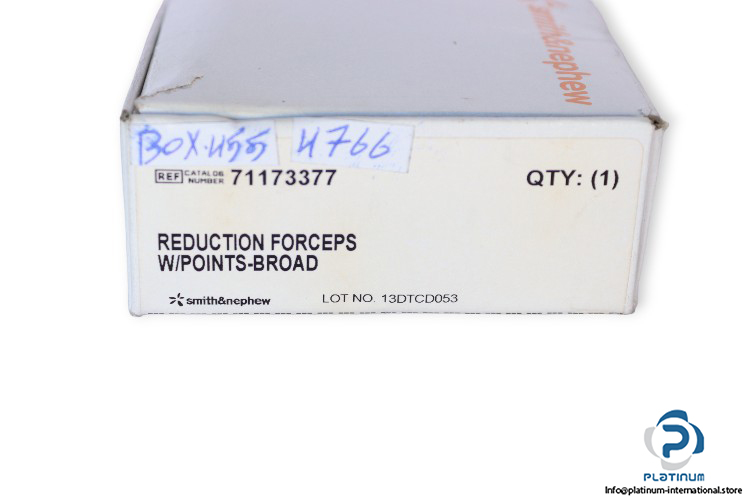 smith&nephew
BOX.455 4766
REF CATALOG NUMBER 71173377 QTY: (1)
REDUCTION FORCEPS
W/POINTS-BROAD
smith&nephew LOT NO. 13DTCD053
PLATINUM
Info@platinum-international.store